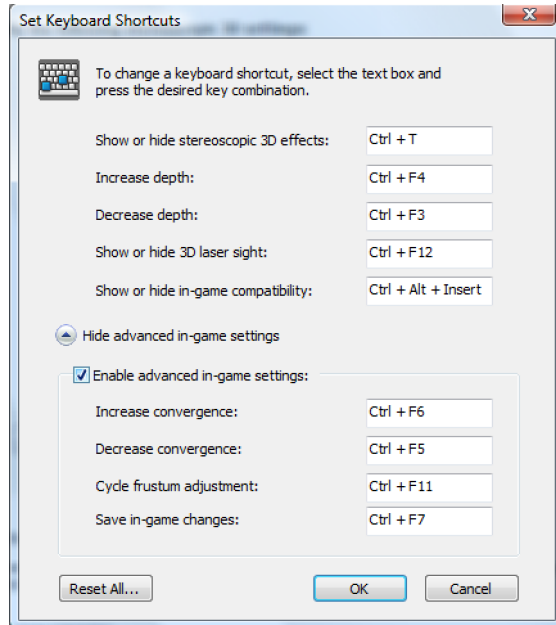 Set Keyboard Shortcuts
To change a keyboard shortcut, select the text box and
press the desired key combination.
Show or hide stereoscopic 3D effects: Ctrl + T
Increase depth: Ctrl + F4
Decrease depth: Ctrl + F3
Show or hide 3D laser sight: Ctrl + F12
Show or hide in-game compatibility: Ctrl + Alt + Insert
Hide advanced in-game settings
Enable advanced in-game settings:
Increase convergence: Ctrl + F6
Decrease convergence: Ctrl + F5
Cycle frustum adjustment: Ctrl + F11
Save in-game changes: Ctrl + F7
Reset All... OK Cancel